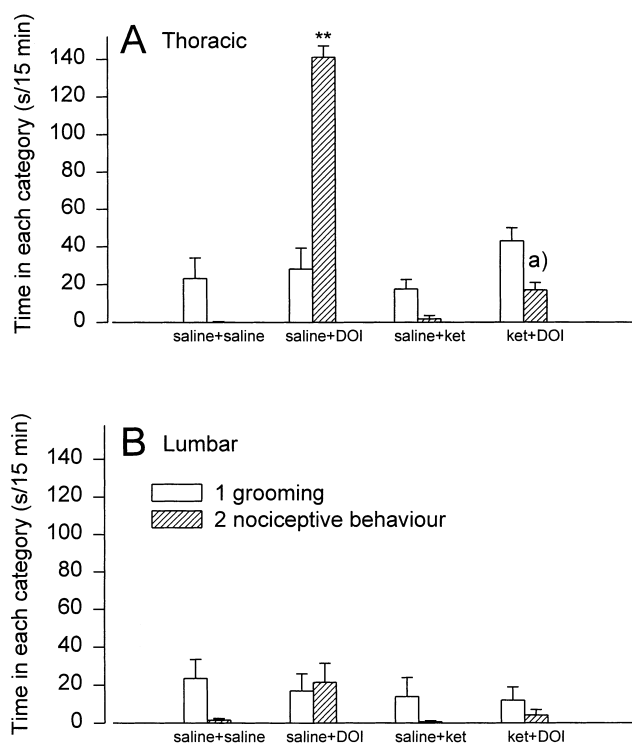 A Thoracic
**
Time in each category (s/15 min)
140
120
100
80
60
40
20
0
a)
saline+saline saline+DOI saline+ket ket+DOI
B Lumbar
Time in each category (s/15 min)
140
120
100
80
60
40
20
0
1 grooming
2 nociceptive behaviour
saline+saline saline+DOI saline+ket ket+DOI